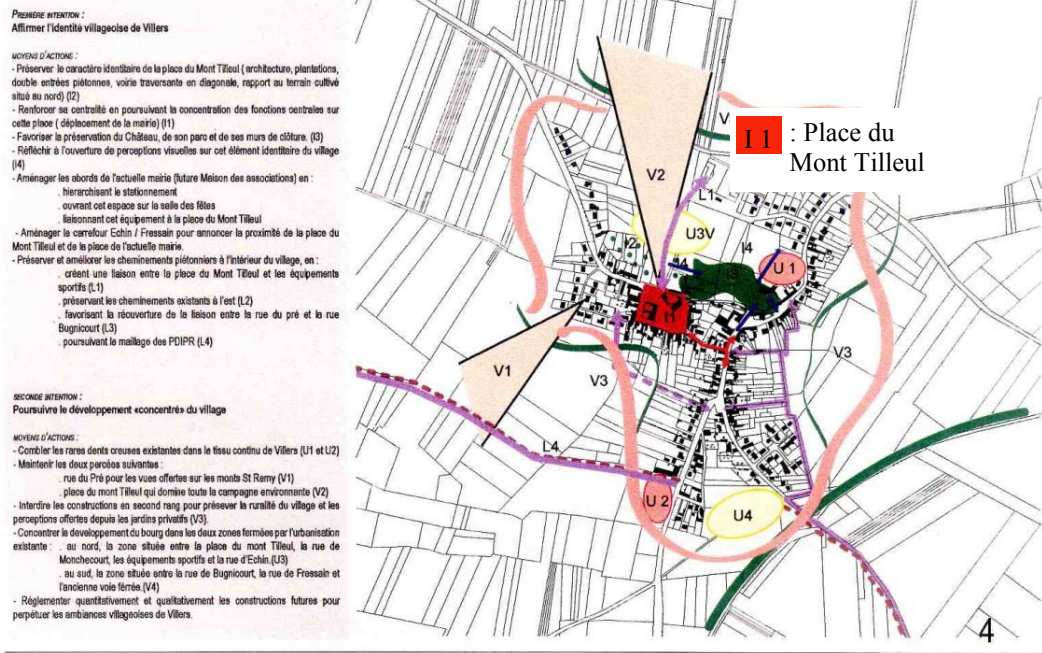 PREMIÈRE INTENTION :
Affirmer l'identité villageoise de Villers
MOYENS D'ACTIONS :
- Préserver le caractère identitaire de la place du Mont Tilleul ( architecture, plantations,
double entrées piétonnes, voirie traversante en diagonale, rapport au terrain cultivé
situé au nord) (I2)
- Renforcer sa centralité en poursuivant la concentration des fonctions centrales sur
cette place ( déplacement de la mairie) (I1)
- Favoriser la préservation du Château, de son parc et de ses murs de clôture. (I3)
- Réfléchir à l'ouverture de perceptions visuelles sur cet élément identitaire du village
(I4)
- Aménager les abords de l'actuelle mairie (future Maison des associations) en :
. hierarchisant le stationnement
. ouvrant cet espace sur la salle des fêtes
. liaisonnant cet équipement à la place du Mont Tilleul
- Aménager le carrefour Echin / Fressain pour annoncer la proximité de la place du
Mont Tilleul et de la place de l'actuelle mairie.
- Préserver et améliorer les cheminements piétonniers à l'intérieur du village, en :
. créant une liaison entre la place du Mont Tilleul et les équipements
sportifs (L1)
. préservant les cheminements existants à l'est (L2)
. favorisant la réouverture de la liaison entre la rue du pré et la rue
Bugnicourt (L3)
. poursuivant le maillage des PDIPR (L4)
SECONDE INTENTION :
Poursuivre le développement «concentré» du village
MOYENS D'ACTIONS :
- Combler les rares dents creuses existantes dans le tissu continu de Villers (U1 et U2)
- Maintenir les deux percées suivantes :
. rue du Pré pour les vues offertes sur les monts St Remy (V1)
. place du mont Tilleul qui domine toute la campagne environnante (V2)
- Interdire les constructions en second rang pour préserver la ruralité du village et les
perceptions offertes depuis les jardins privatifs (V3).
- Concentrer le developpement du bourg dans les deux zones fermées par l'urbanisation
existante : . au nord, la zone située entre la place du mont Tilleul, la rue de
Monchecourt, les équipements sportifs et la rue d'Echin.(U3)
. au sud, la zone située entre la rue de Bugnicourt, la rue de Fressain et
l'ancienne voie férrée.(V4)
- Réglementer quantitativement et qualitativement les constructions futures pour
perpétuer les ambiances villageoises de Villers.
I 1 : Place du
Mont Tilleul
V2
L1
U3V
I2
I4
I4
U 1
I3
I1
V1
V3
V3
L4
U 2
U4
4